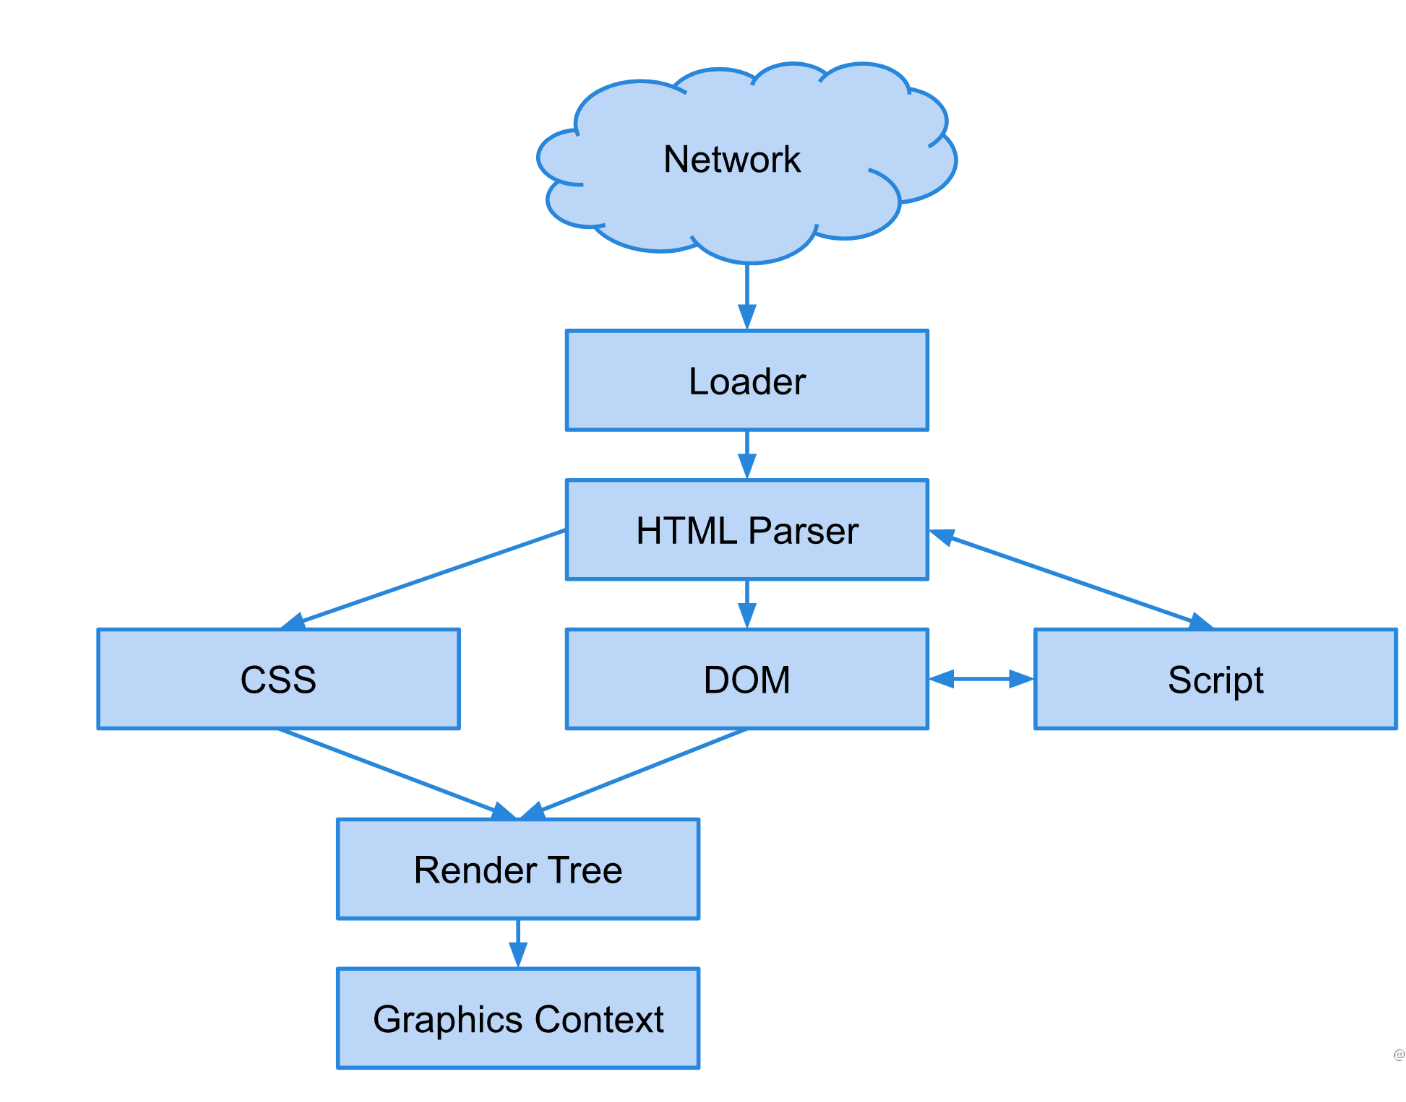 Network
Loader
HTML Parser
CSS
DOM
Script
Render Tree
Graphics Context
@